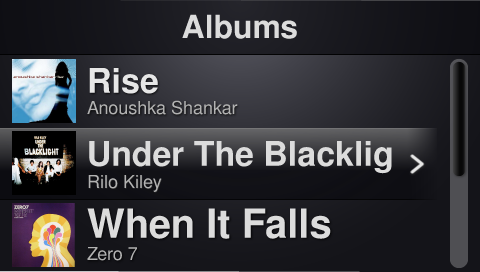 Albums
anoushka shankar rise
Rise
Anoushka Shankar
RILO KILEY
UNDER
THE
BLACKLIGHT
Under The Blacklig
Rilo Kiley
ZERO 7
When It Falls
Zero 7